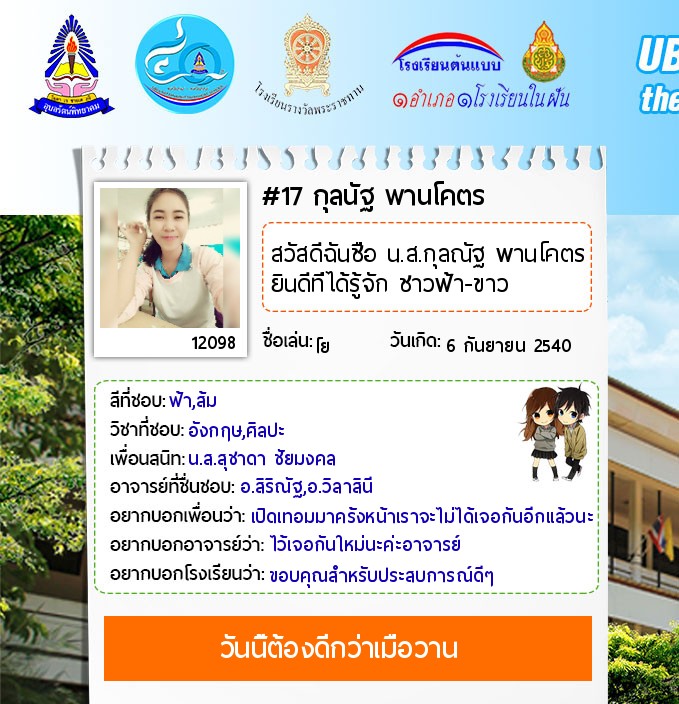 อุบลรัตน์พิทยาคม
โรงเรียนรางวัลพระราชทาน
โรงเรียนต้นแบบ
๑อำเภอ๑โรงเรียนในฝัน
UB
the
#17 กุลนัฐ พานโคตร
สวัสดีฉันชื่อ น.ส.กุลณัฐ พานโคตร
ยินดีที่ได้รู้จัก ชาวฟ้า-ขาว
12098
ชื่อเล่น: โย วันเกิด: 6 กันยายน 2540
สีที่ชอบ: ฟ้า,ส้ม
วิชาที่ชอบ: อังกฤษ,ศิลปะ
เพื่อนสนิท: น.ส.สุชาดา ชัยมงคล
อาจารย์ที่ชื่นชอบ: อ.สิริณัฐ,อ.วิลาสินี
อยากบอกเพื่อนว่า: เปิดเทอมมาครั้งหน้าเราจะไม่ได้เจอกันอีกแล้วนะ
อยากบอกอาจารย์ว่า: ไว้เจอกันใหม่นะค่ะอาจารย์
อยากบอกโรงเรียนว่า: ขอบคุณสำหรับประสบการณ์ดีๆ
วันนี้ต้องดีกว่าเมื่อวาน